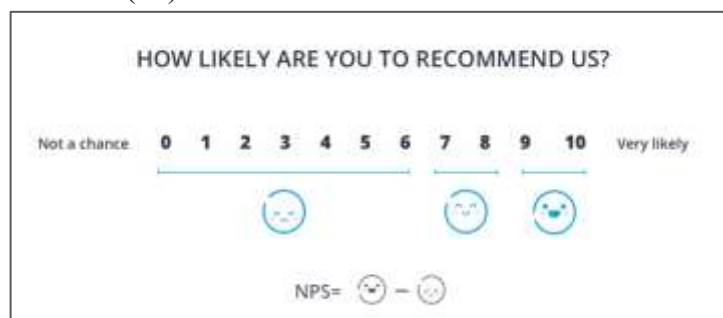 HOW LIKELY ARE YOU TO RECOMMEND US?
Not a chance 0 1 2 3 4 5 6 7 8 9 10 Very likely
NPS= –